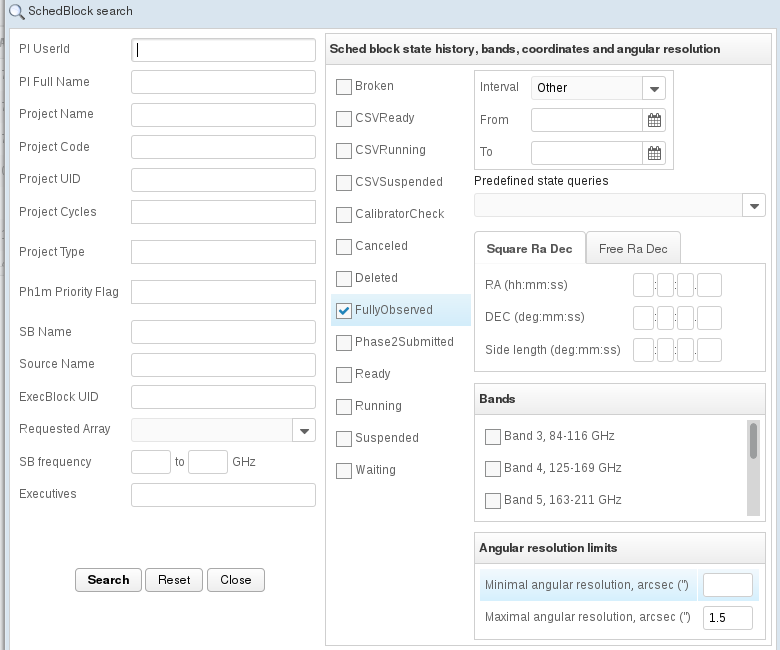 SchedBlock search
PI UserId
PI Full Name
Project Name
Project Code
Project UID
Project Cycles
Project Type
Ph1m Priority Flag
SB Name
Source Name
ExecBlock UID
Requested Array
SB frequency to GHz
Executives
Search Reset Close
Sched block state history, bands, coordinates and angular resolution
Broken
CSVReady
CSVRunning
CSVSuspended
CalibratorCheck
Canceled
Deleted
FullyObserved
Phase2Submitted
Ready
Running
Suspended
Waiting
Interval Other
From
To
Predefined state queries
Square Ra Dec Free Ra Dec
RA (hh:mm:ss) : : .
DEC (deg:mm:ss) : : .
Side length (deg:mm:ss) : : .
Bands
Band 3, 84-116 GHz
Band 4, 125-169 GHz
Band 5, 163-211 GHz
Angular resolution limits
Minimal angular resolution, arcsec (")
Maximal angular resolution, arcsec (") 1.5